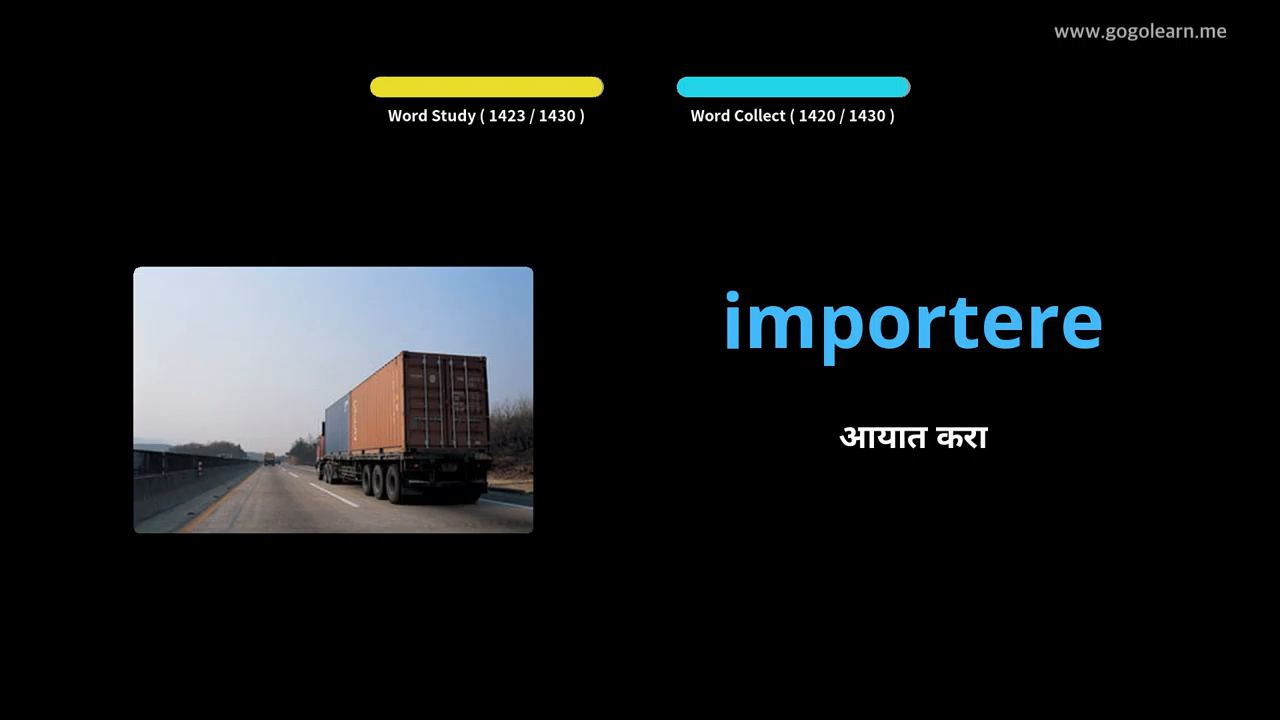 www.gogolearn.me
Word Study ( 1423 / 1430 )
Word Collect ( 1420 / 1430 )
importere
आयात करा